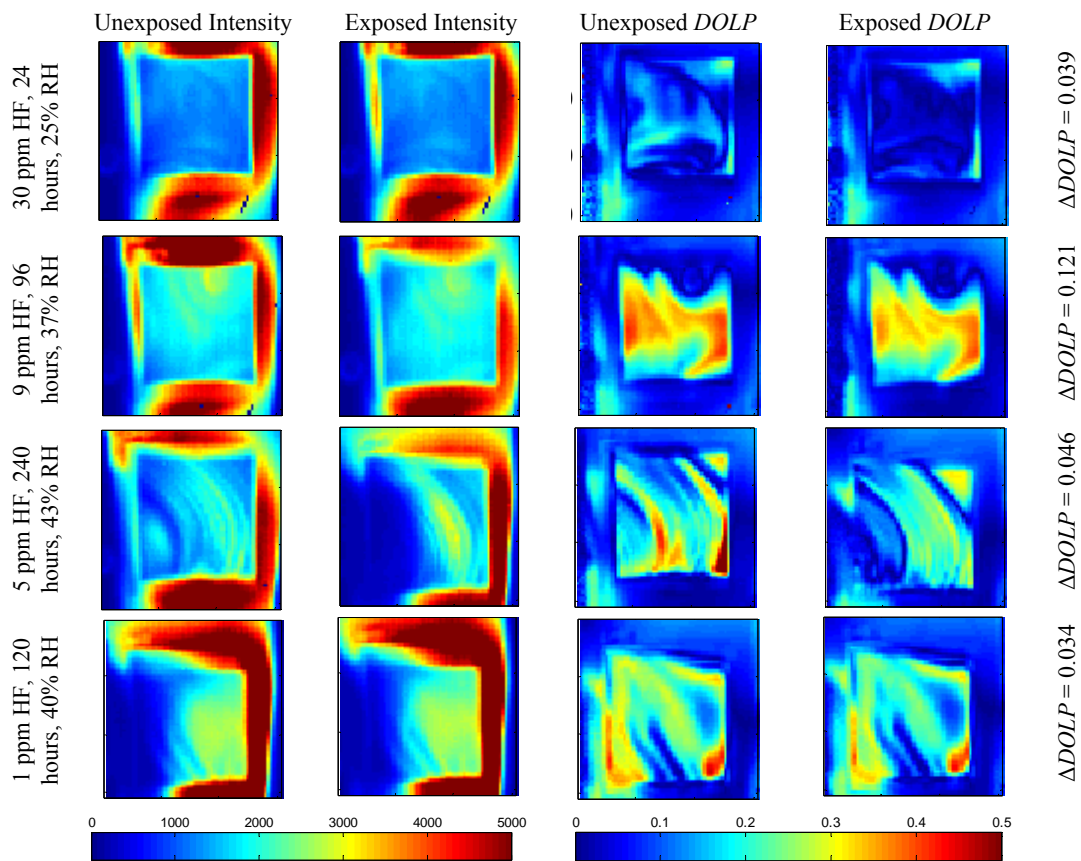 Unexposed Intensity Exposed Intensity Unexposed DOLP Exposed DOLP
30 ppm HF, 24
hours, 25% RH
ΔDOLP = 0.039
9 ppm HF, 96
hours, 37% RH
ΔDOLP = 0.121
5 ppm HF, 240
hours, 43% RH
ΔDOLP = 0.046
1 ppm HF, 120
hours, 40% RH
ΔDOLP = 0.034
0 1000 2000 3000 4000 5000 0 0.1 0.2 0.3 0.4 0.5